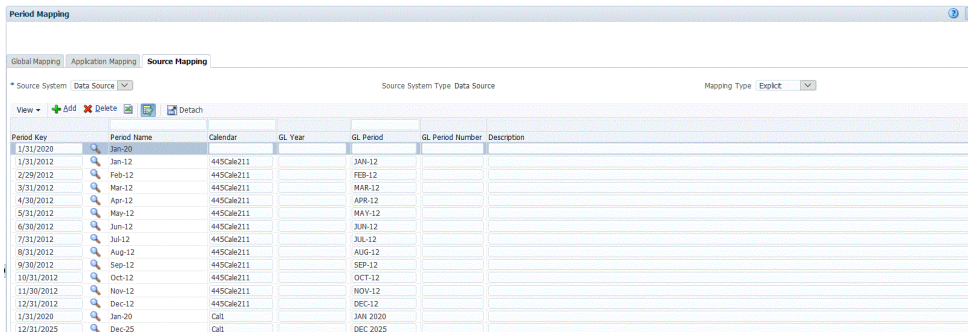 Period Mapping
Global Mapping Application Mapping Source Mapping
* Source System Data Source Source System Type Data Source Mapping Type Explicit
View Add Delete Detach
Period Key Period Name Calendar GL Year GL Period GL Period Number Description
1/31/2020 Jan-20
1/31/2012 Jan-12 445Cale211 JAN-12
2/29/2012 Feb-12 445Cale211 FEB-12
3/31/2012 Mar-12 445Cale211 MAR-12
4/30/2012 Apr-12 445Cale211 APR-12
5/31/2012 May-12 445Cale211 MAY-12
6/30/2012 Jun-12 445Cale211 JUN-12
7/31/2012 Jul-12 445Cale211 JUL-12
8/31/2012 Aug-12 445Cale211 AUG-12
9/30/2012 Sep-12 445Cale211 SEP-12
10/31/2012 Oct-12 445Cale211 OCT-12
11/30/2012 Nov-12 445Cale211 NOV-12
12/31/2012 Dec-12 445Cale211 DEC-12
1/31/2020 Jan-20 Cal1 JAN 2020
12/31/2025 Dec-25 Cal1 DEC 2025